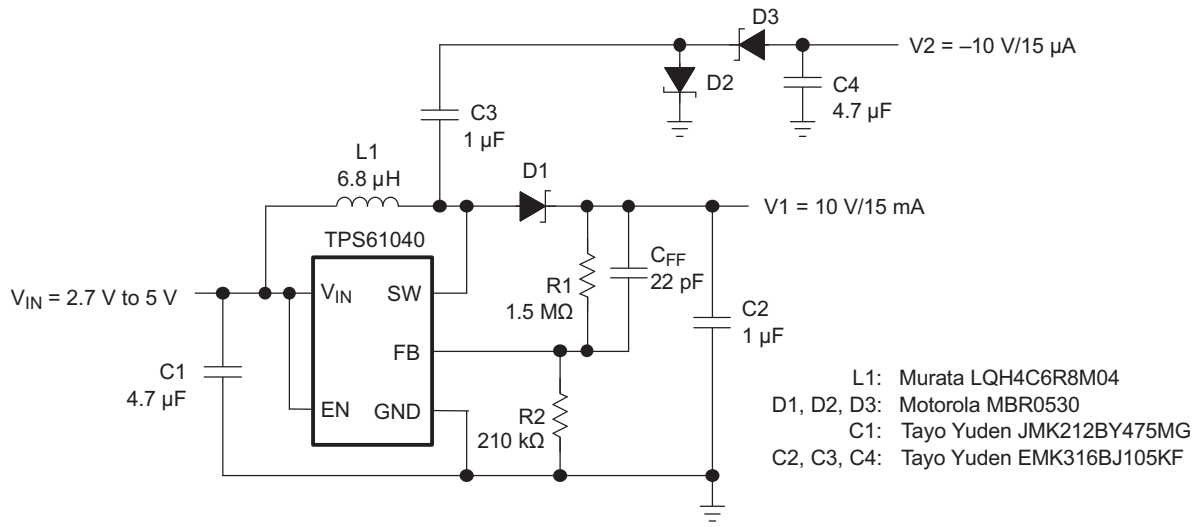 D3
V2 = –10 V/15 µA
D2
C4
4.7 µF
C3
1 µF
L1
6.8 µH
D1
V1 = 10 V/15 mA
TPS61040
VIN = 2.7 V to 5 V
VIN
SW
R1
1.5 MΩ
CFF
22 pF
C2
1 µF
FB
C1
4.7 µF
EN
GND
R2
210 kΩ
L1: Murata LQH4C6R8M04
D1, D2, D3: Motorola MBR0530
C1: Tayo Yuden JMK212BY475MG
C2, C3, C4: Tayo Yuden EMK316BJ105KF